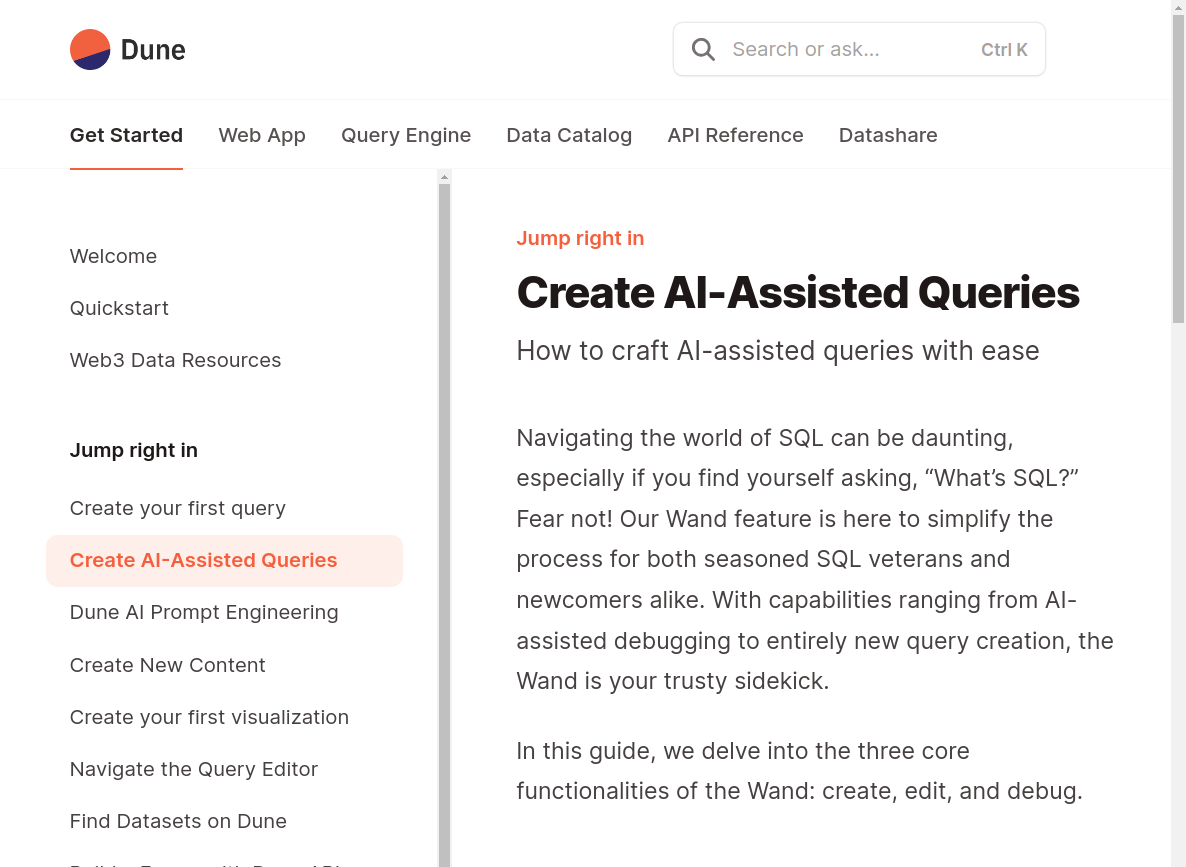 Dune
Search or ask...
Ctrl K
Get Started
Web App
Query Engine
Data Catalog
API Reference
Datashare
Welcome
Quickstart
Web3 Data Resources
Jump right in
Create your first query
Create AI-Assisted Queries
Dune AI Prompt Engineering
Create New Content
Create your first visualization
Navigate the Query Editor
Find Datasets on Dune
Jump right in
Create AI-Assisted Queries
How to craft AI-assisted queries with ease
Navigating the world of SQL can be daunting,
especially if you find yourself asking, “What’s SQL?”
Fear not! Our Wand feature is here to simplify the
process for both seasoned SQL veterans and
newcomers alike. With capabilities ranging from AI-
assisted debugging to entirely new query creation, the
Wand is your trusty sidekick.
In this guide, we delve into the three core
functionalities of the Wand: create, edit, and debug.